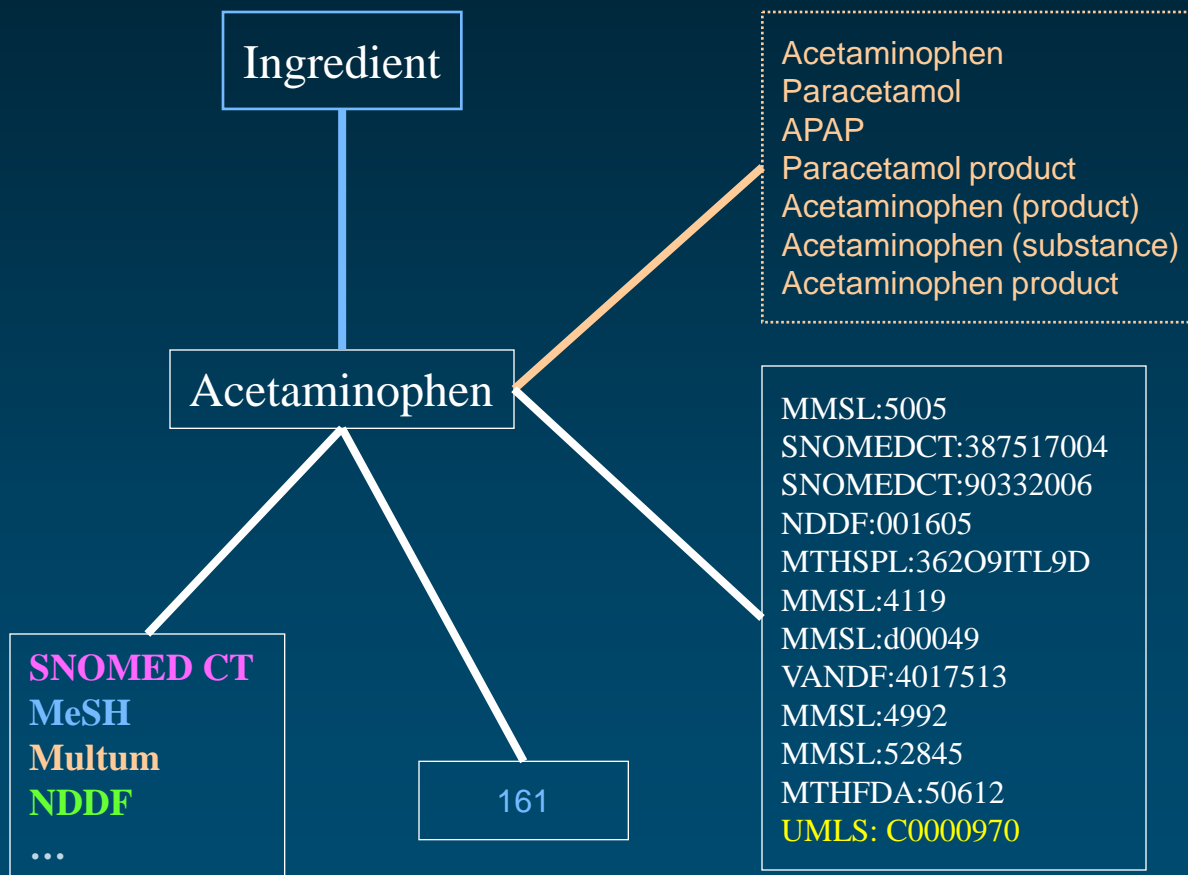 Ingredient
Acetaminophen
Paracetamol
APAP
Paracetamol product
Acetaminophen (product)
Acetaminophen (substance)
Acetaminophen product
Acetaminophen
MMSL:5005
SNOMEDCT:387517004
SNOMEDCT:90332006
NDDF:001605
MTHSPL:362O9ITL9D
MMSL:4119
MMSL:d00049
VANDF:4017513
MMSL:4992
MMSL:52845
MTHFDA:50612
UMLS: C0000970
SNOMED CT
MeSH
Multum
NDDF
…
161